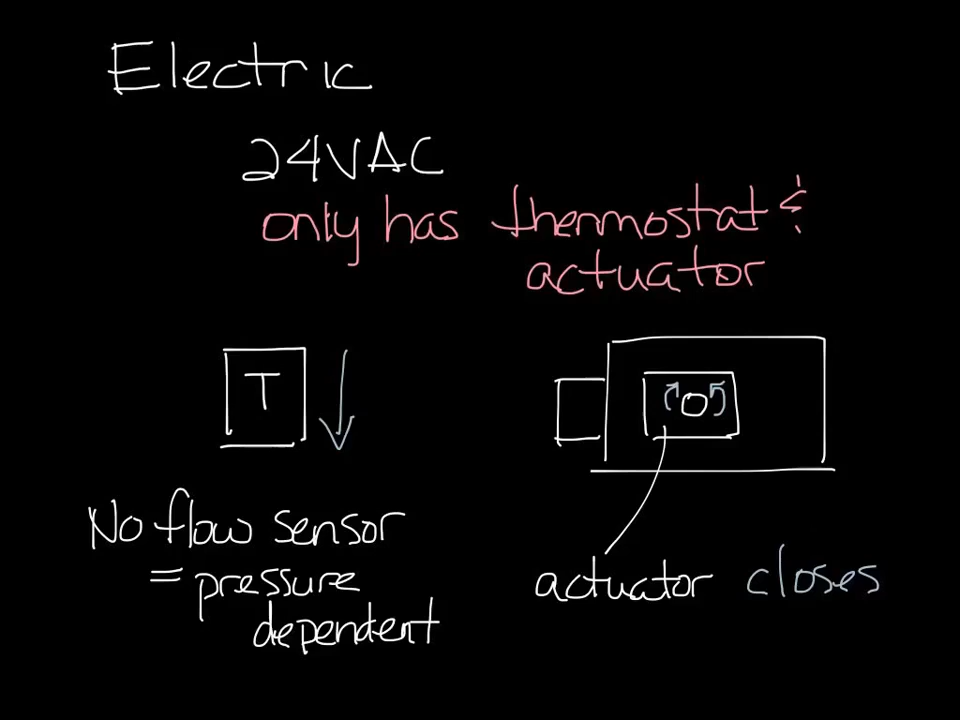 Electric
24VAC
only has thermostat &
actuator
T
No flow sensor
= pressure
dependent
actuator closes